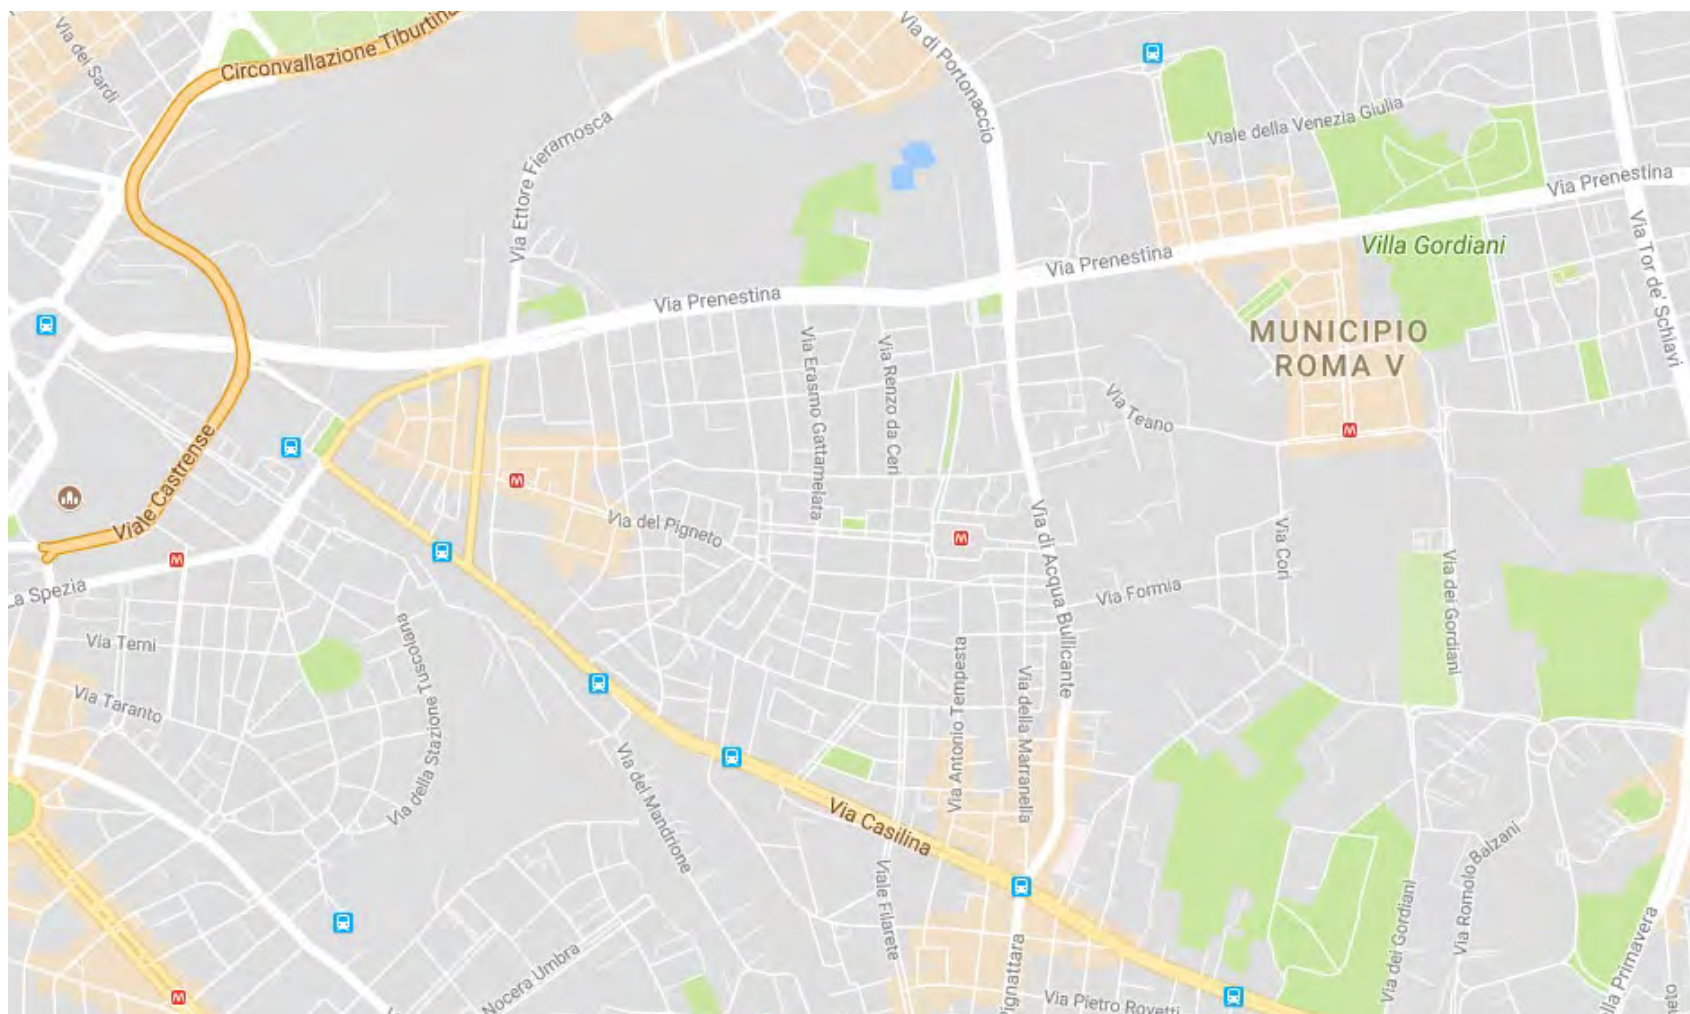 Via dei Sardi
Circonvallazione Tiburtina
Via di Portonaccio
Via Ettore Fieramosca
Viale della Venezia Giulia
Via Prenestina
Via Prenestina
Via Prenestina
Villa Gordiani
Via Tor de' Schiavi
MUNICIPIO
ROMA V
Via Erasmo Gattamelata
Via Renzo da Ceri
Via Teano
Viale Castrense
M
M
M
M
M
Via del Pigneto
Via di Acqua Bullicante
Via Cori
Via Formia
Via dei Gordiani
La Spezia
Via Terni
Via Taranto
Via della Stazione Tuscolana
Via Antonio Tempesta
Via della Marranella
Via del Mandrione
Via Casilina
Viale Filarete
Via Romolo Balzani
Via dei Gordiani
Nocera Umbra
Pignattara
Via Pietro Rovetti
lla Primavera